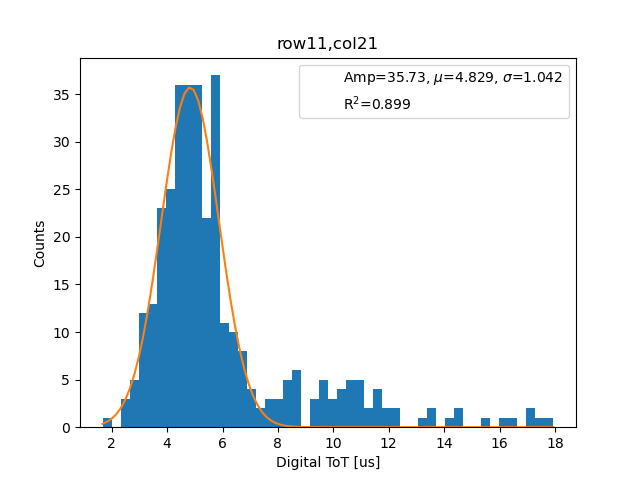 row11,col21
Amp=35.73, μ=4.829, σ=1.042
R²=0.899
35
30
25
20
15
10
5
0
Counts
2 4 6 8 10 12 14 16 18
Digital ToT [us]